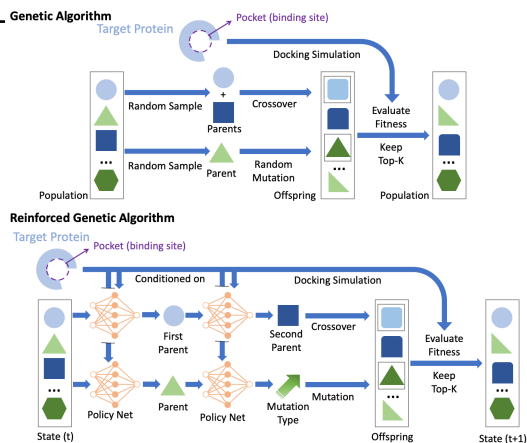 Genetic Algorithm
Pocket (binding site)
Target Protein
Docking Simulation
+
Random Sample
Crossover
Parents
Evaluate
Fitness
Keep
Top-K
Random Sample
Parent
Random
Mutation
...
...
...
Population
Offspring
Population
Reinforced Genetic Algorithm
Target Protein
Pocket (binding site)
Conditioned on
Docking Simulation
First
Parent
Second
Parent
Crossover
Evaluate
Fitness
Keep
Top-K
...
...
...
Policy Net
Parent
Policy Net
Mutation
Type
Mutation
State (t)
Offspring
State (t+1)